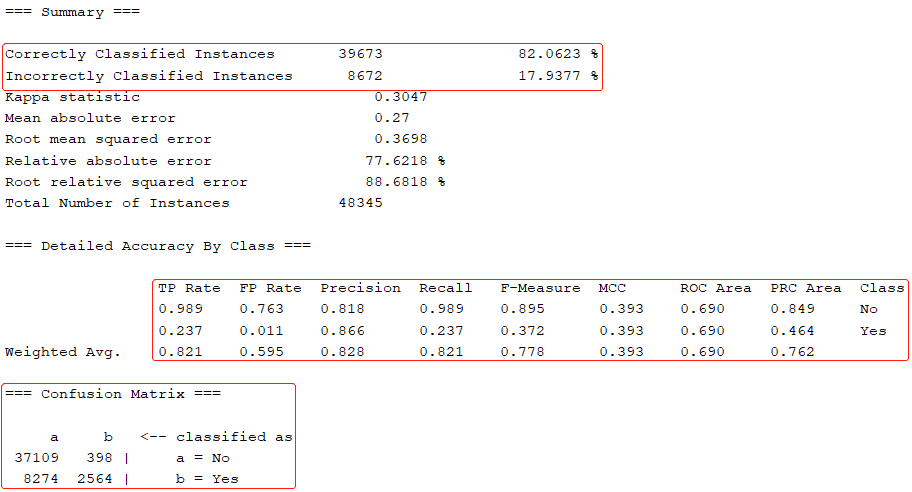 === Summary ===
Correctly Classified Instances 39673 82.0623 %
Incorrectly Classified Instances 8672 17.9377 %
Kappa statistic 0.3047
Mean absolute error 0.27
Root mean squared error 0.3698
Relative absolute error 77.6218 %
Root relative squared error 88.6818 %
Total Number of Instances 48345
=== Detailed Accuracy By Class ===
TP Rate FP Rate Precision Recall F-Measure MCC ROC Area PRC Area Class
0.989 0.763 0.818 0.989 0.895 0.393 0.690 0.849 No
0.237 0.011 0.866 0.237 0.372 0.393 0.690 0.464 Yes
Weighted Avg. 0.821 0.595 0.828 0.821 0.778 0.393 0.690 0.762
=== Confusion Matrix ===
a b <-- classified as
37109 398 | a = No
8274 2564 | b = Yes